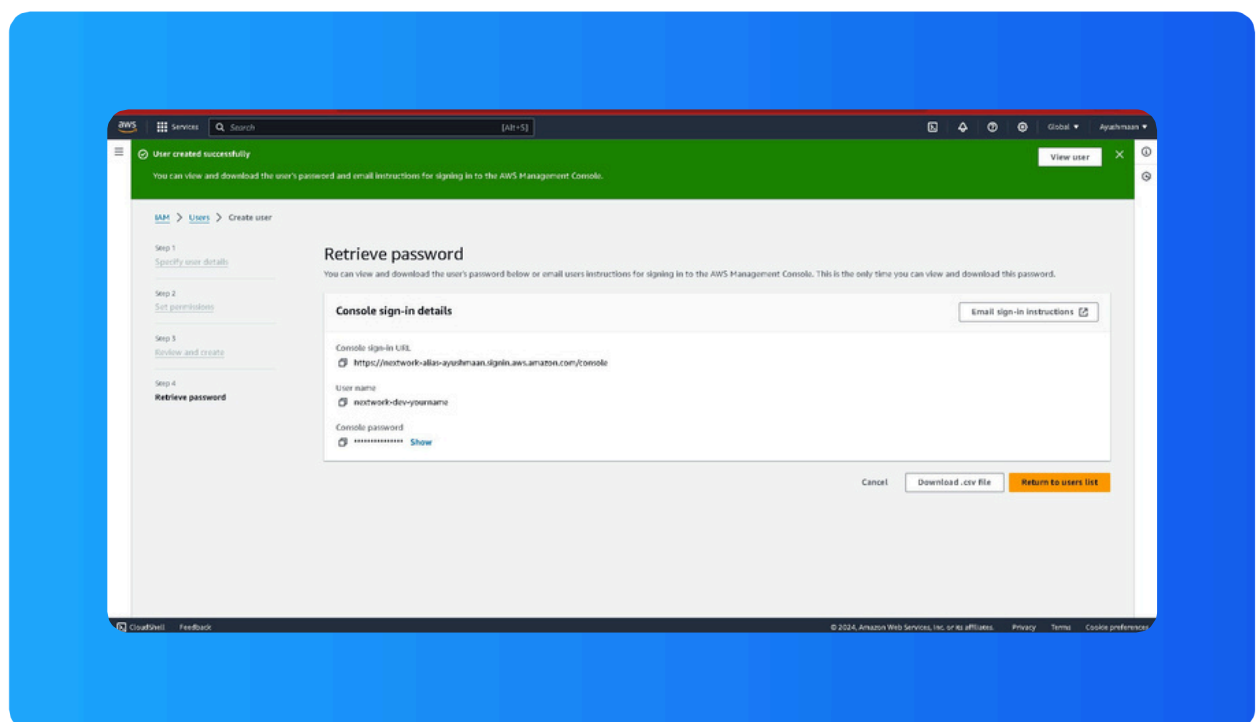 aws Services Search [Alt+S] Global Ayushmaan
User created successfully
View user
You can view and download the user's password and email instructions for signing in to the AWS Management Console.
IAM > Users > Create user
Step 1
Specify user details
Step 2
Set permissions
Step 3
Review and create
Step 4
Retrieve password
Retrieve password
You can view and download the user's password below or email users instructions for signing in to the AWS Management Console. This is the only time you can view and download this password.
Console sign-in details
Email sign-in instructions
Console sign-in URL
https://nextwork-alias-ayushmaan.signin.aws.amazon.com/console
User name
nextwork-dev-yourname
Console password
*************** Show
Cancel Download .csv file Return to users list
CloudShell Feedback © 2024, Amazon Web Services, Inc. or its affiliates. Privacy Terms Cookie preferences